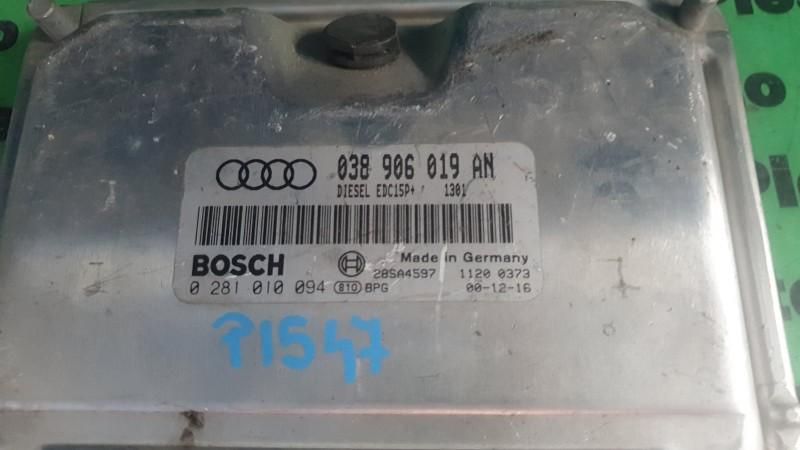 038 906 019 AN
DIESEL EDC15P+ 1301
BOSCH
Made in Germany
28SA4597 1120 0373
0 281 010 094 810 BPG 00-12-16
P1547